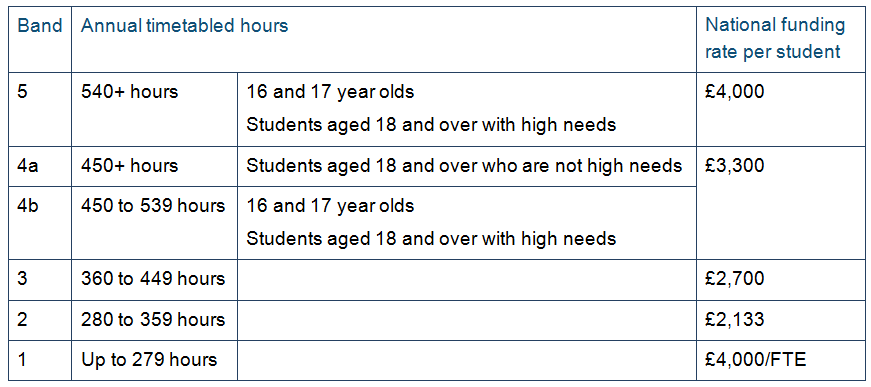 Band Annual timetabled hours National funding
rate per student
5 540+ hours 16 and 17 year olds £4,000
Students aged 18 and over with high needs
4a 450+ hours Students aged 18 and over who are not high needs £3,300
4b 450 to 539 hours 16 and 17 year olds
Students aged 18 and over with high needs
3 360 to 449 hours £2,700
2 280 to 359 hours £2,133
1 Up to 279 hours £4,000/FTE